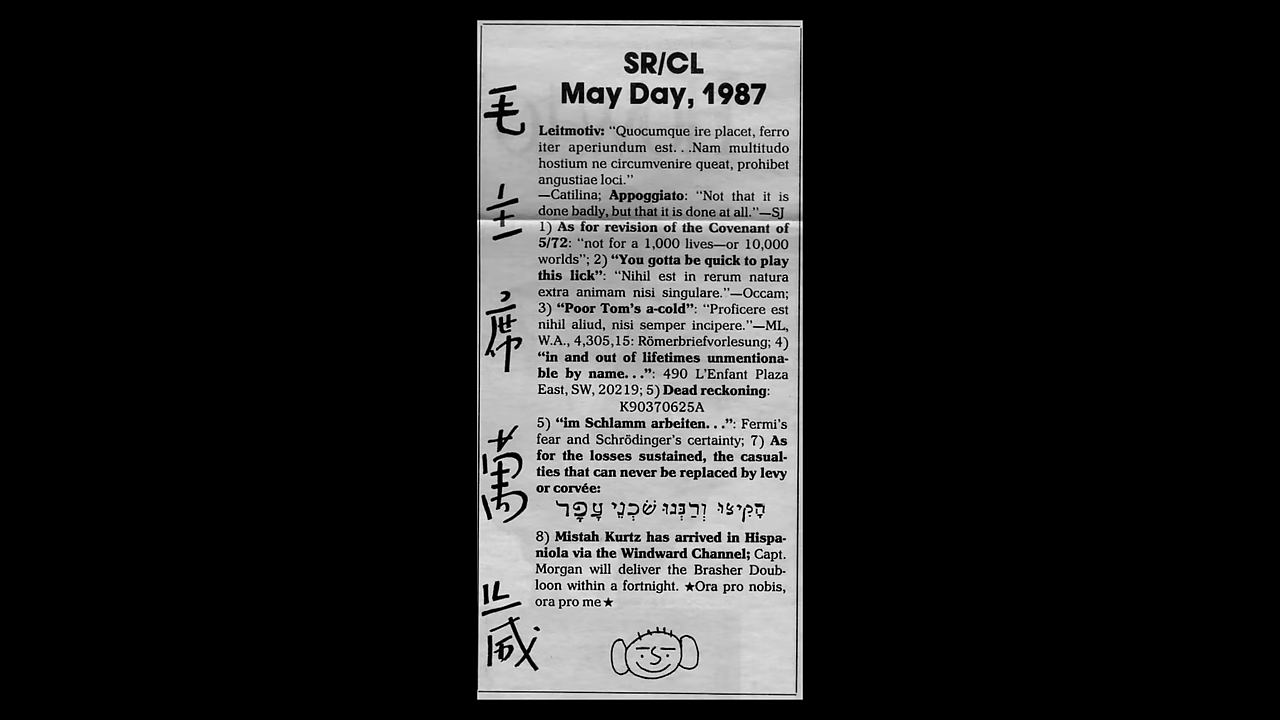 SR/CL
May Day, 1987
Leitmotiv: “Quocumque ire placet, ferro
iter aperiundum est. . .Nam multitudo
hostium ne circumvenire queat, prohibet
angustiae loci.”
—Catilina; Appoggiato: “Not that it is
done badly, but that it is done at all.”—SJ
1) As for revision of the Covenant of
5/72: “not for a 1,000 lives—or 10,000
worlds”; 2) “You gotta be quick to play
this lick”: “Nihil est in rerum natura
extra animam nisi singulare.”—Occam;
3) “Poor Tom’s a-cold”: “Proficere est
nihil aliud, nisi semper incipere.”—ML,
W.A., 4,305,15: Römerbriefvorlesung; 4)
“in and out of lifetimes unmentiona-
ble by name. . .”: 490 L’Enfant Plaza
East, SW, 20219; 5) Dead reckoning:
K90370625A
5) “im Schlamm arbeiten. . .”: Fermi’s
fear and Schrödinger’s certainty; 7) As
for the losses sustained, the casual-
ties that can never be replaced by levy
or corvée:
הָקִיצוּ וְרַנְּנוּ שֹׁכְנֵי עָפָר
8) Mistah Kurtz has arrived in Hispa-
niola via the Windward Channel; Capt.
Morgan will deliver the Brasher Doub-
loon within a fortnight. ★Ora pro nobis,
ora pro me★
毛
主
席
萬
歲